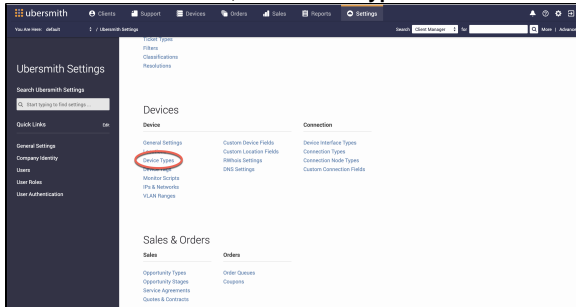 ubersmith
Clients
Support
Devices
Orders
Sales
Reports
Settings
You Are Here: default / Ubersmith Settings
Search Client Manager for
More | Advanced
Ticket Types
Filters
Classifications
Resolutions
Ubersmith Settings
Search Ubersmith Settings
Start typing to find settings...
Quick Links Edit
General Settings
Company Identity
Users
User Roles
User Authentication
Devices
Device
General Settings
Device Types
Monitor Scripts
IPs & Networks
VLAN Ranges
Custom Device Fields
Custom Location Fields
RWhois Settings
DNS Settings
Connection
Device Interface Types
Connection Types
Connection Node Types
Custom Connection Fields
Sales & Orders
Sales
Opportunity Types
Opportunity Stages
Service Agreements
Quotes & Contracts
Orders
Order Queues
Coupons